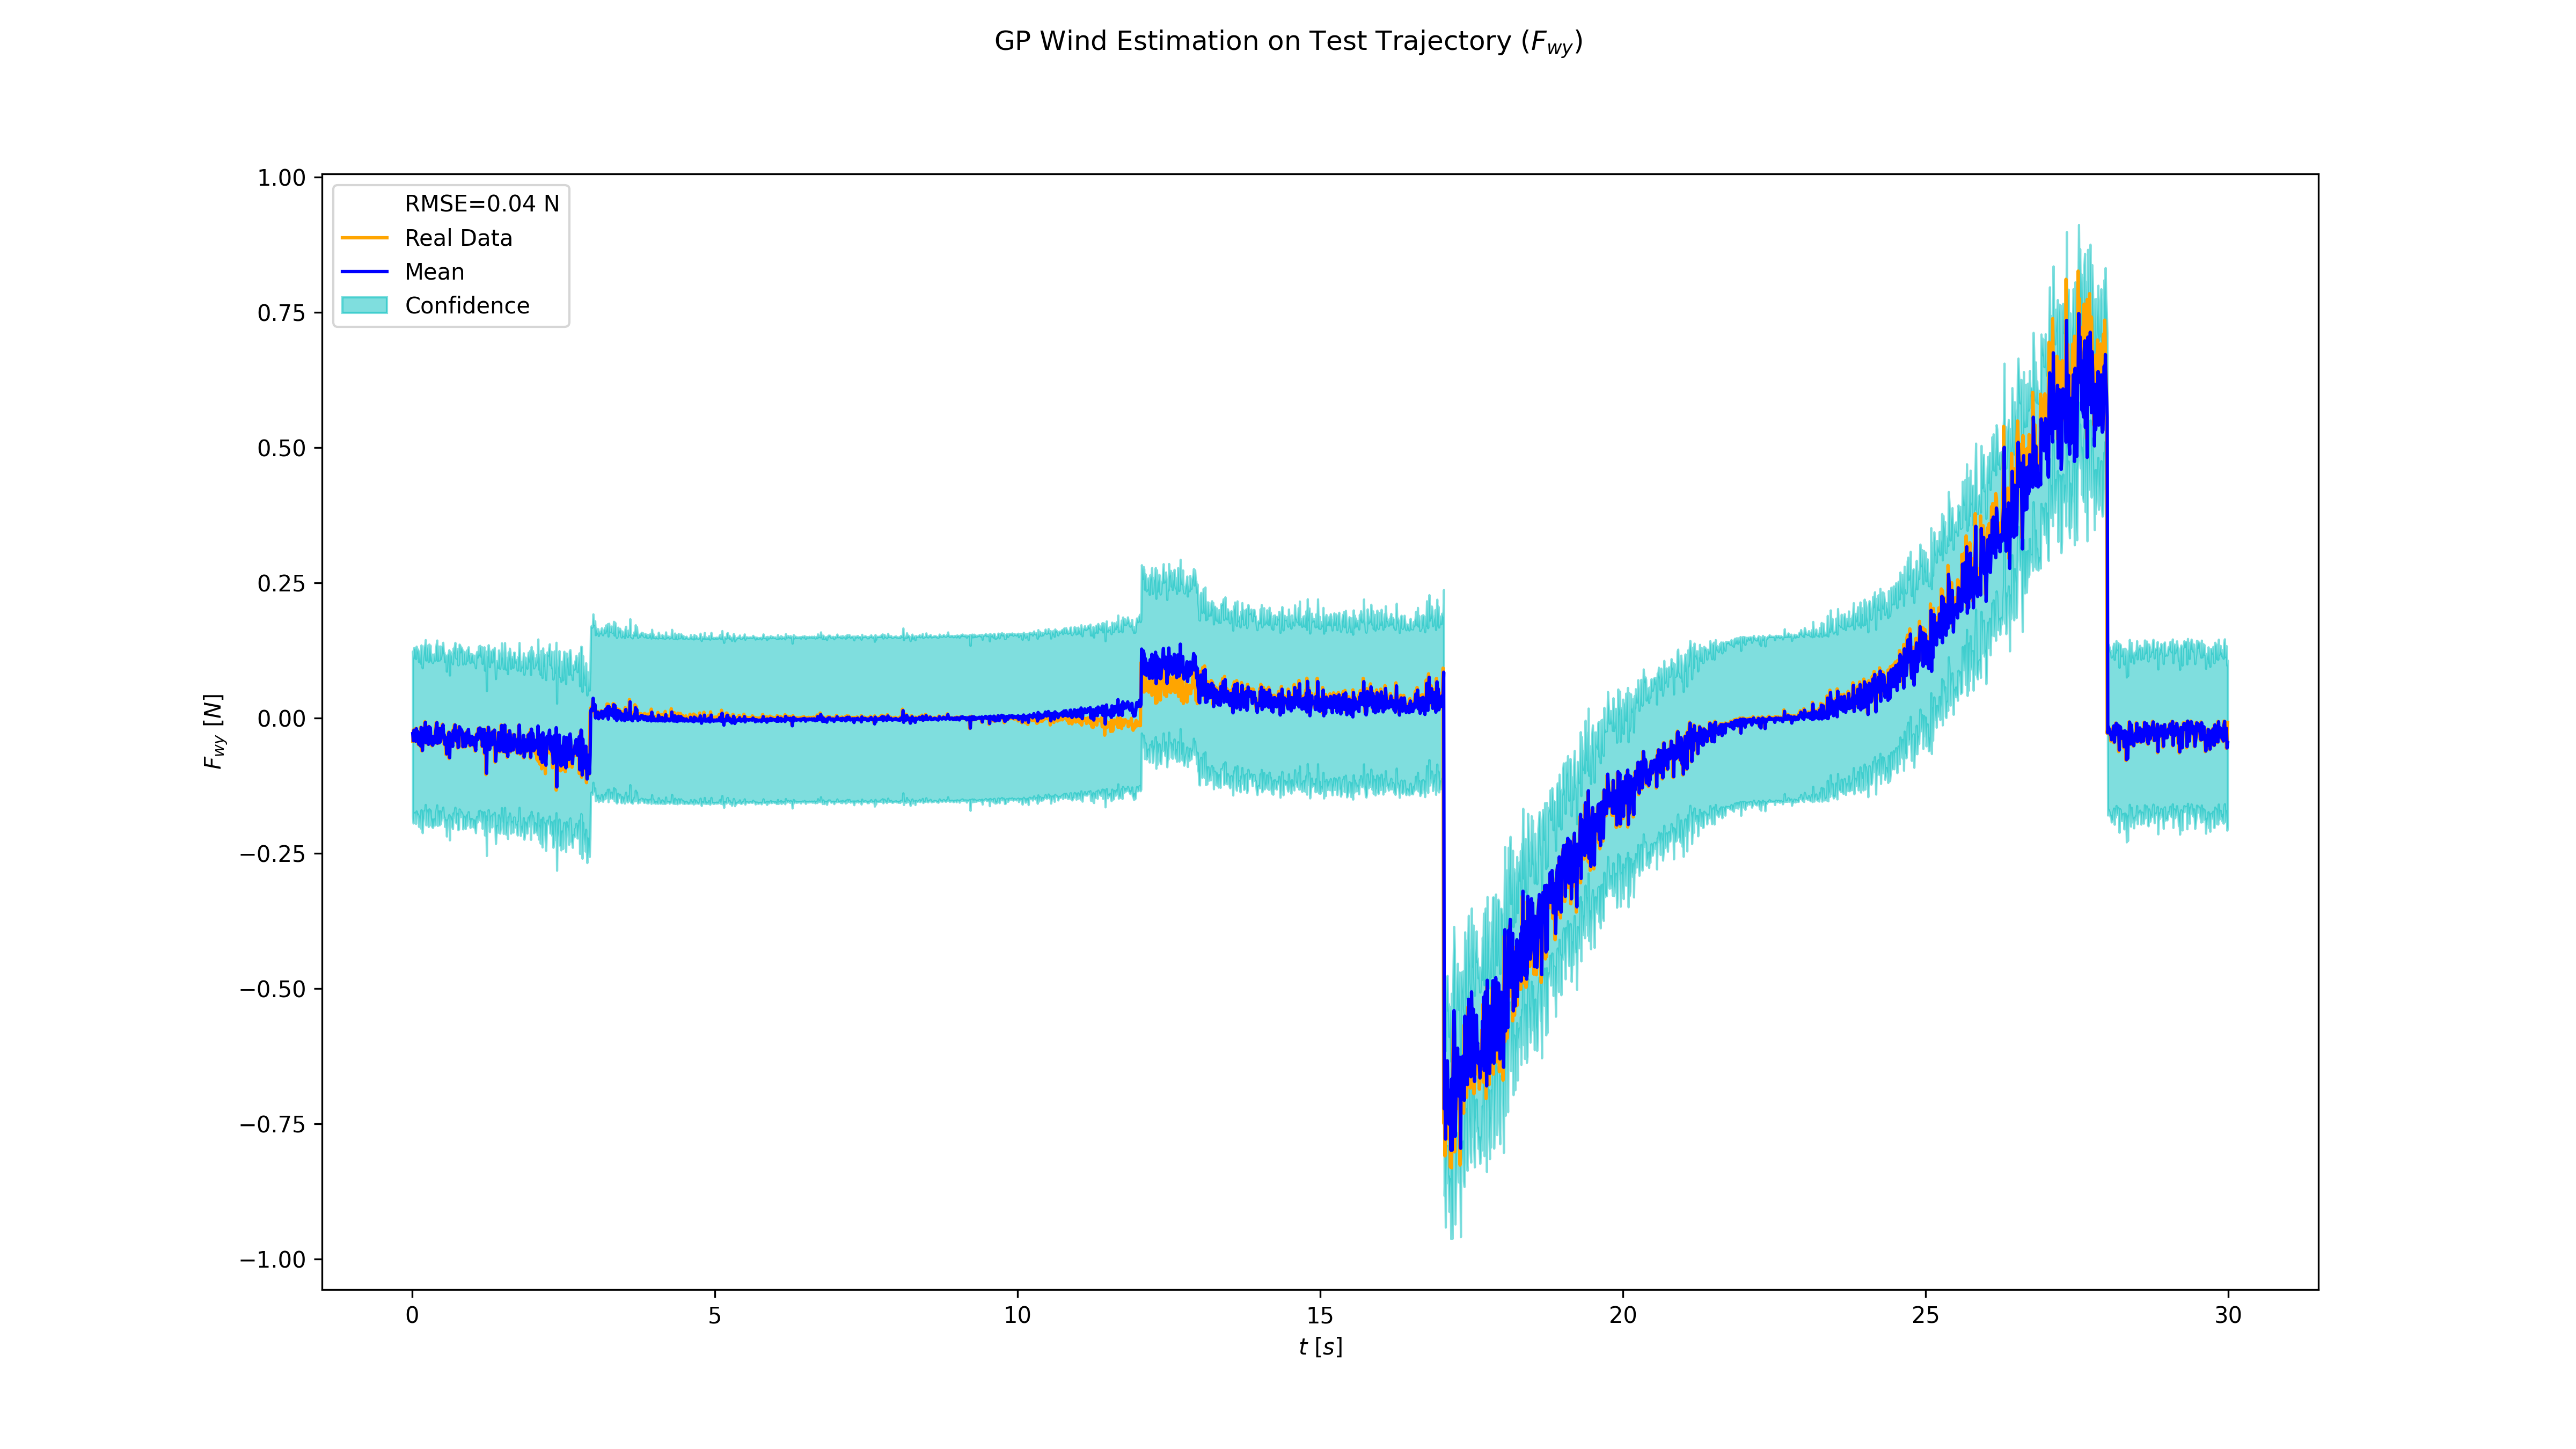 GP Wind Estimation on Test Trajectory (F_wy)
RMSE=0.04 N
Real Data
Mean
Confidence
1.00
0.75
0.50
0.25
0.00
−0.25
−0.50
−0.75
−1.00
F_wy [N]
0 5 10 15 20 25 30
t [s]